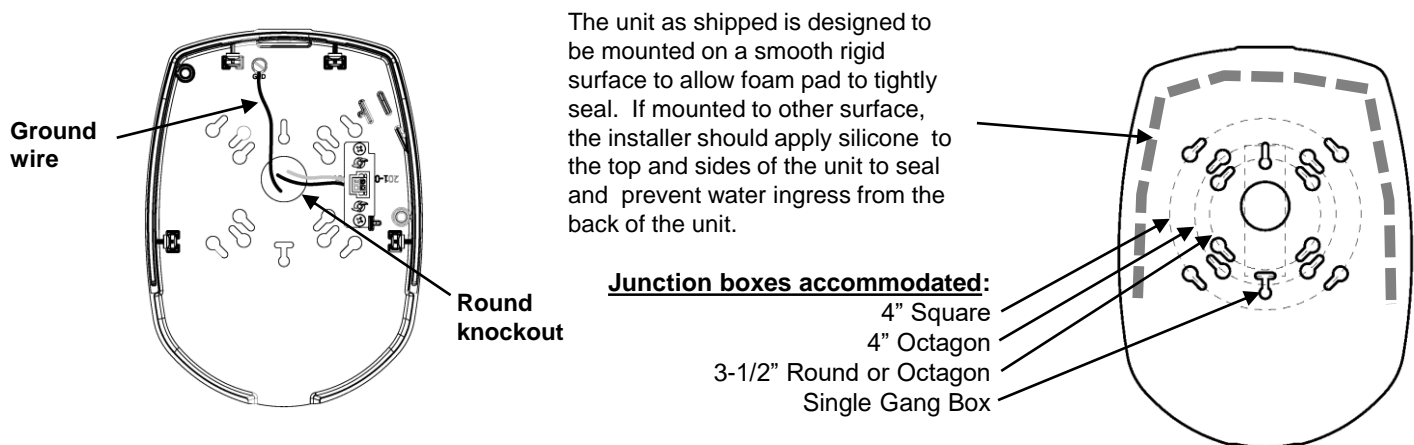 Ground
wire
GRD
201-0
Round
knockout
The unit as shipped is designed to
be mounted on a smooth rigid
surface to allow foam pad to tightly
seal. If mounted to other surface,
the installer should apply silicone to
the top and sides of the unit to seal
and prevent water ingress from the
back of the unit.
Junction boxes accommodated:
4” Square
4” Octagon
3-1/2” Round or Octagon
Single Gang Box